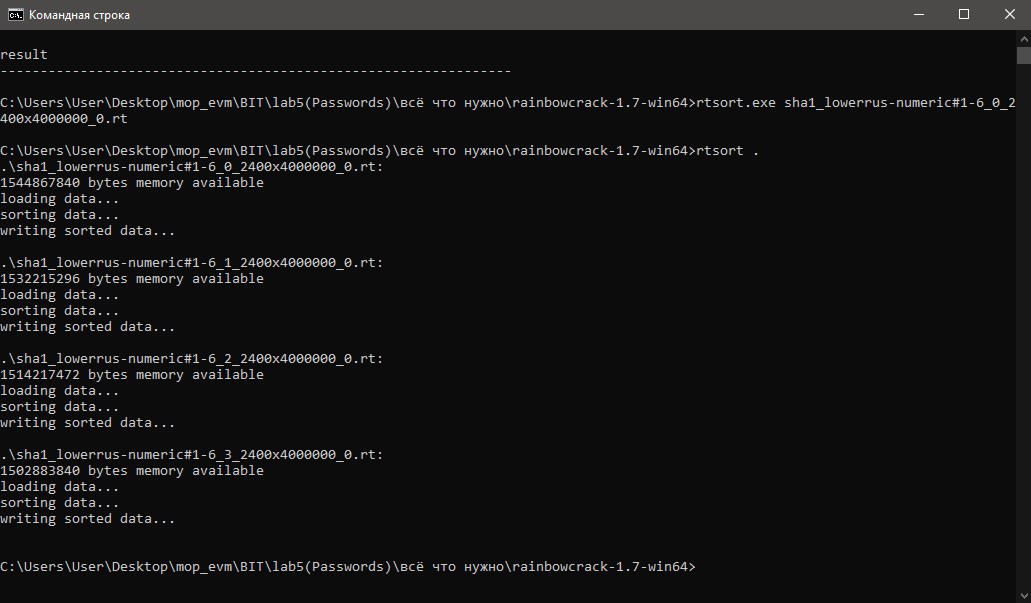 Командная строка
result
----------------------------------------------------------------
C:\Users\User\Desktop\mop_evm\BIT\lab5(Passwords)\всё что нужно\rainbowcrack-1.7-win64>rtsort.exe sha1_lowerrus-numeric#1-6_0_2
400x4000000_0.rt
C:\Users\User\Desktop\mop_evm\BIT\lab5(Passwords)\всё что нужно\rainbowcrack-1.7-win64>rtsort .
.\sha1_lowerrus-numeric#1-6_0_2400x4000000_0.rt:
1544867840 bytes memory available
loading data...
sorting data...
writing sorted data...
.\sha1_lowerrus-numeric#1-6_1_2400x4000000_0.rt:
1532215296 bytes memory available
loading data...
sorting data...
writing sorted data...
.\sha1_lowerrus-numeric#1-6_2_2400x4000000_0.rt:
1514217472 bytes memory available
loading data...
sorting data...
writing sorted data...
.\sha1_lowerrus-numeric#1-6_3_2400x4000000_0.rt:
1502883840 bytes memory available
loading data...
sorting data...
writing sorted data...
C:\Users\User\Desktop\mop_evm\BIT\lab5(Passwords)\всё что нужно\rainbowcrack-1.7-win64>